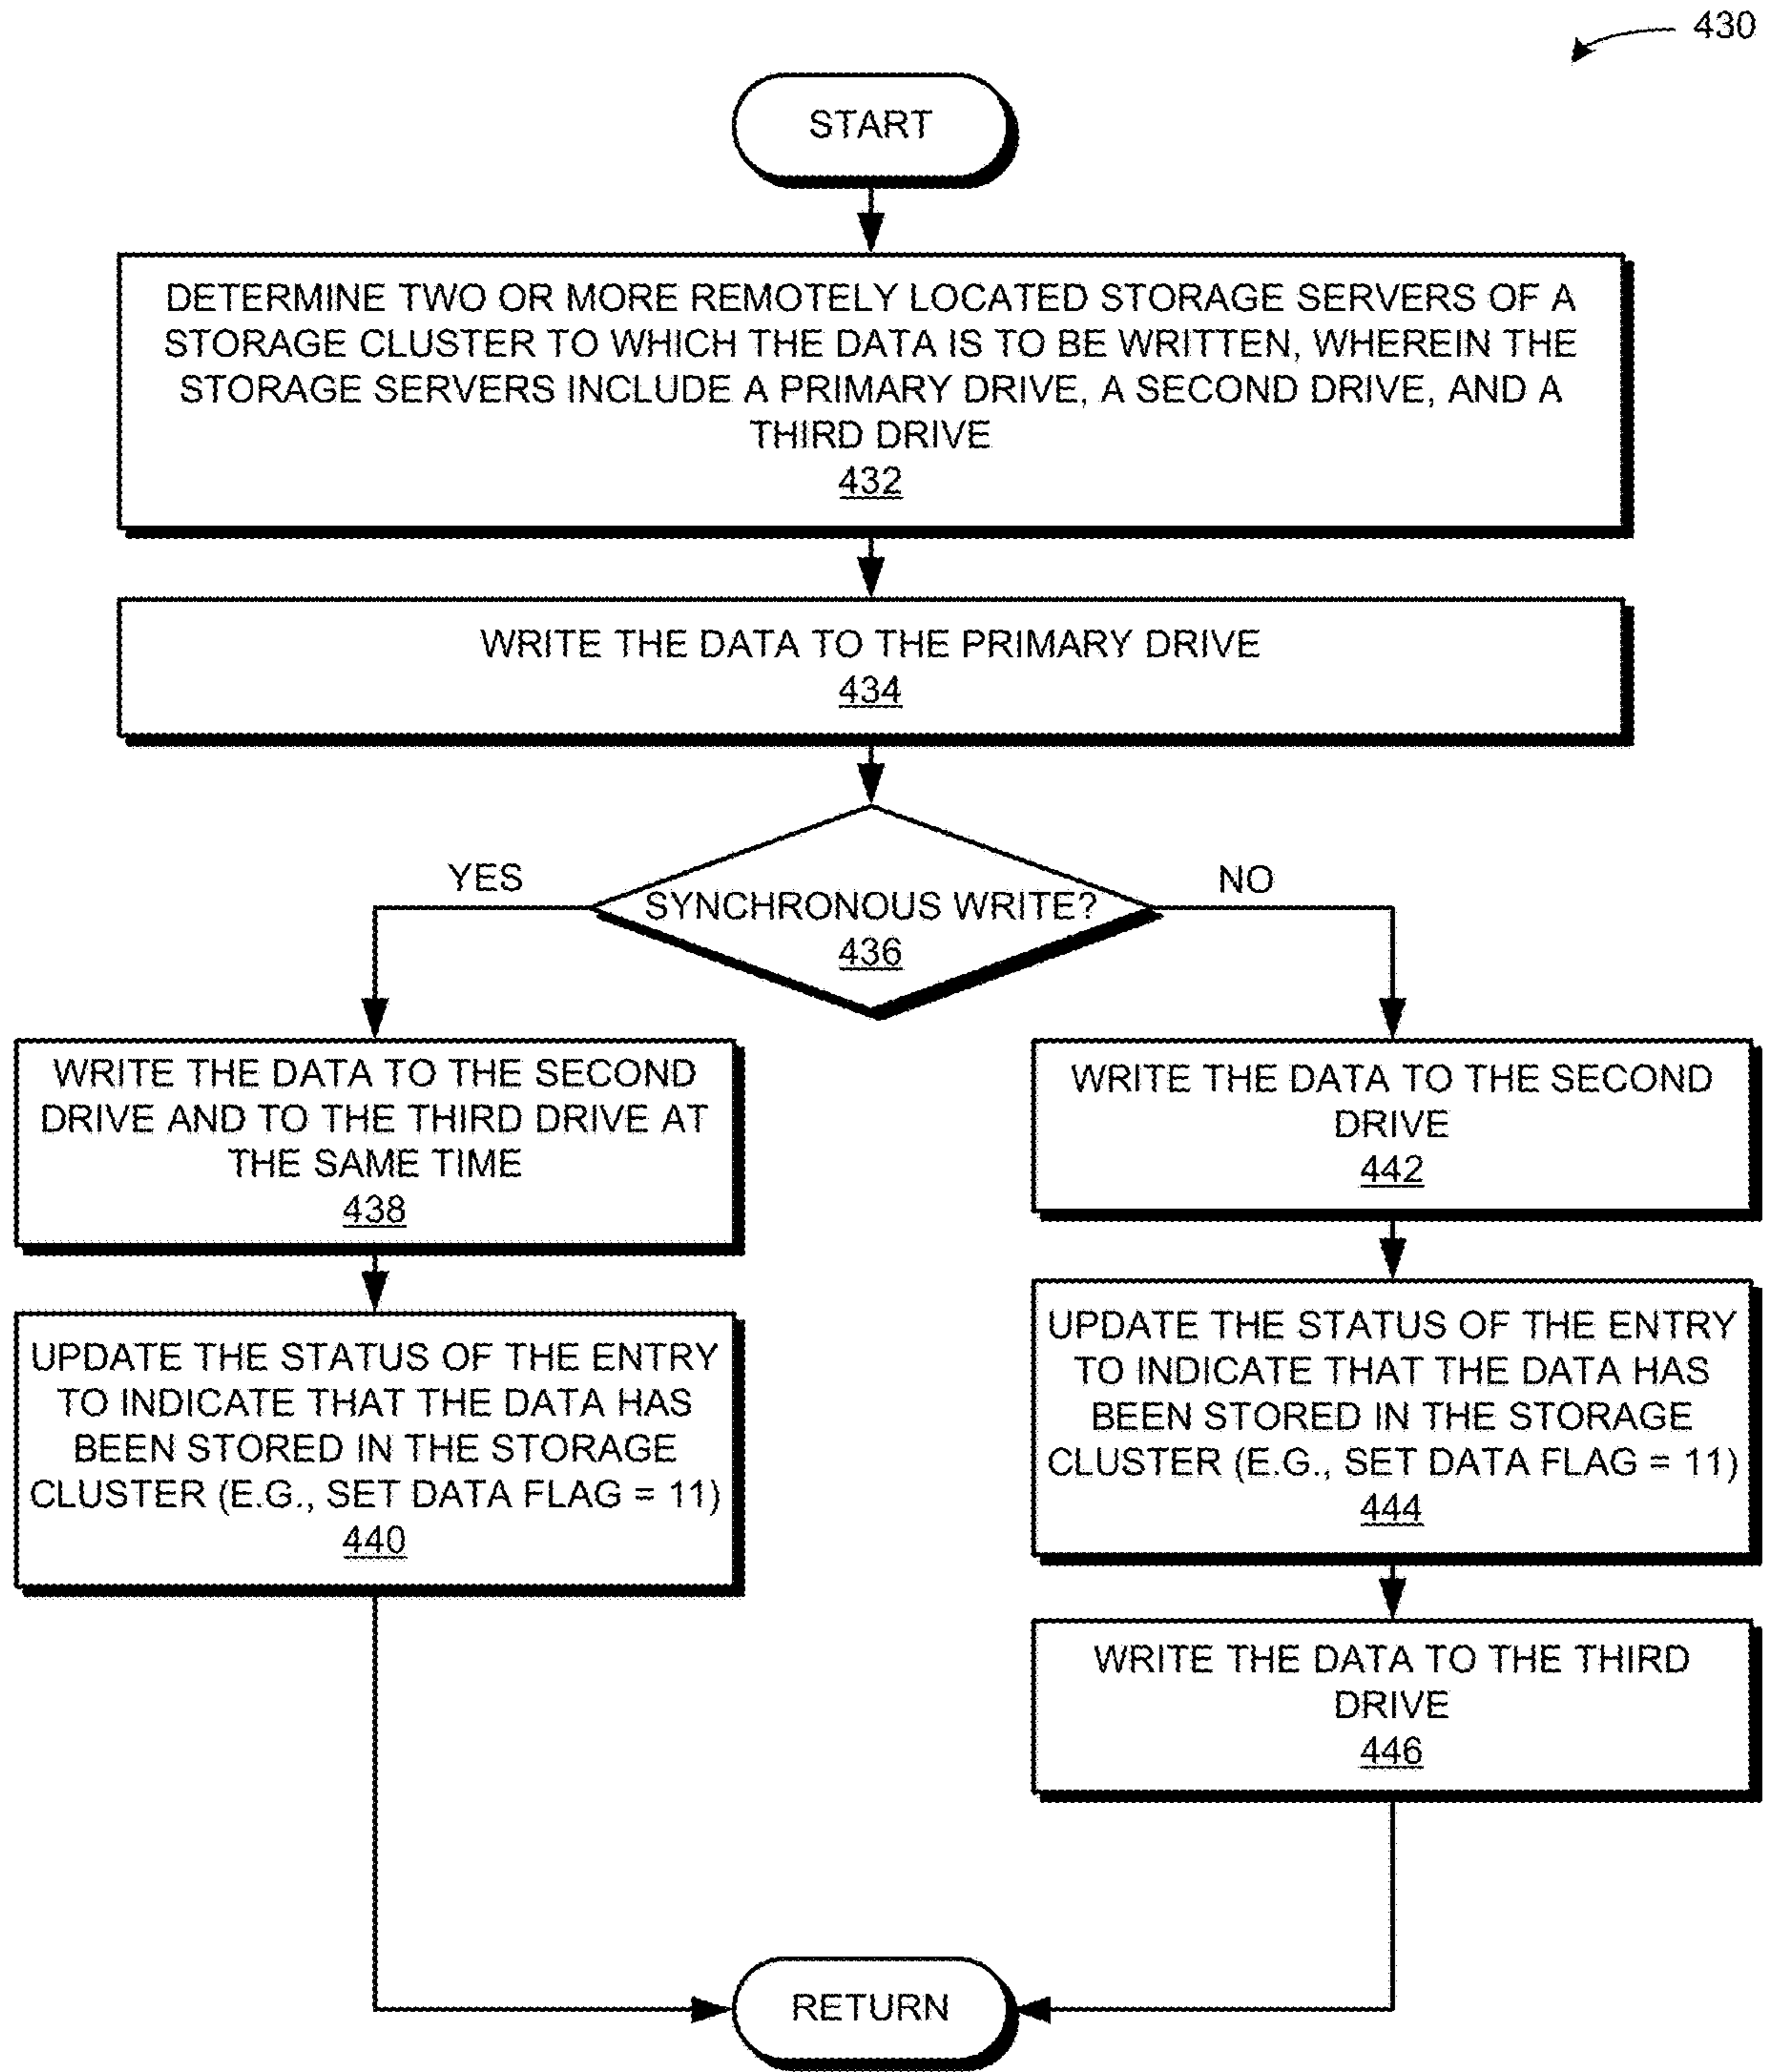 430
START
DETERMINE TWO OR MORE REMOTELY LOCATED STORAGE SERVERS OF A
STORAGE CLUSTER TO WHICH THE DATA IS TO BE WRITTEN, WHEREIN THE
STORAGE SERVERS INCLUDE A PRIMARY DRIVE, A SECOND DRIVE, AND A
THIRD DRIVE
432
WRITE THE DATA TO THE PRIMARY DRIVE
434
SYNCHRONOUS WRITE?
436
YES
NO
WRITE THE DATA TO THE SECOND
DRIVE AND TO THE THIRD DRIVE AT
THE SAME TIME
438
UPDATE THE STATUS OF THE ENTRY
TO INDICATE THAT THE DATA HAS
BEEN STORED IN THE STORAGE
CLUSTER (E.G., SET DATA FLAG = 11)
440
WRITE THE DATA TO THE SECOND
DRIVE
442
UPDATE THE STATUS OF THE ENTRY
TO INDICATE THAT THE DATA HAS
BEEN STORED IN THE STORAGE
CLUSTER (E.G., SET DATA FLAG = 11)
444
WRITE THE DATA TO THE THIRD
DRIVE
446
RETURN